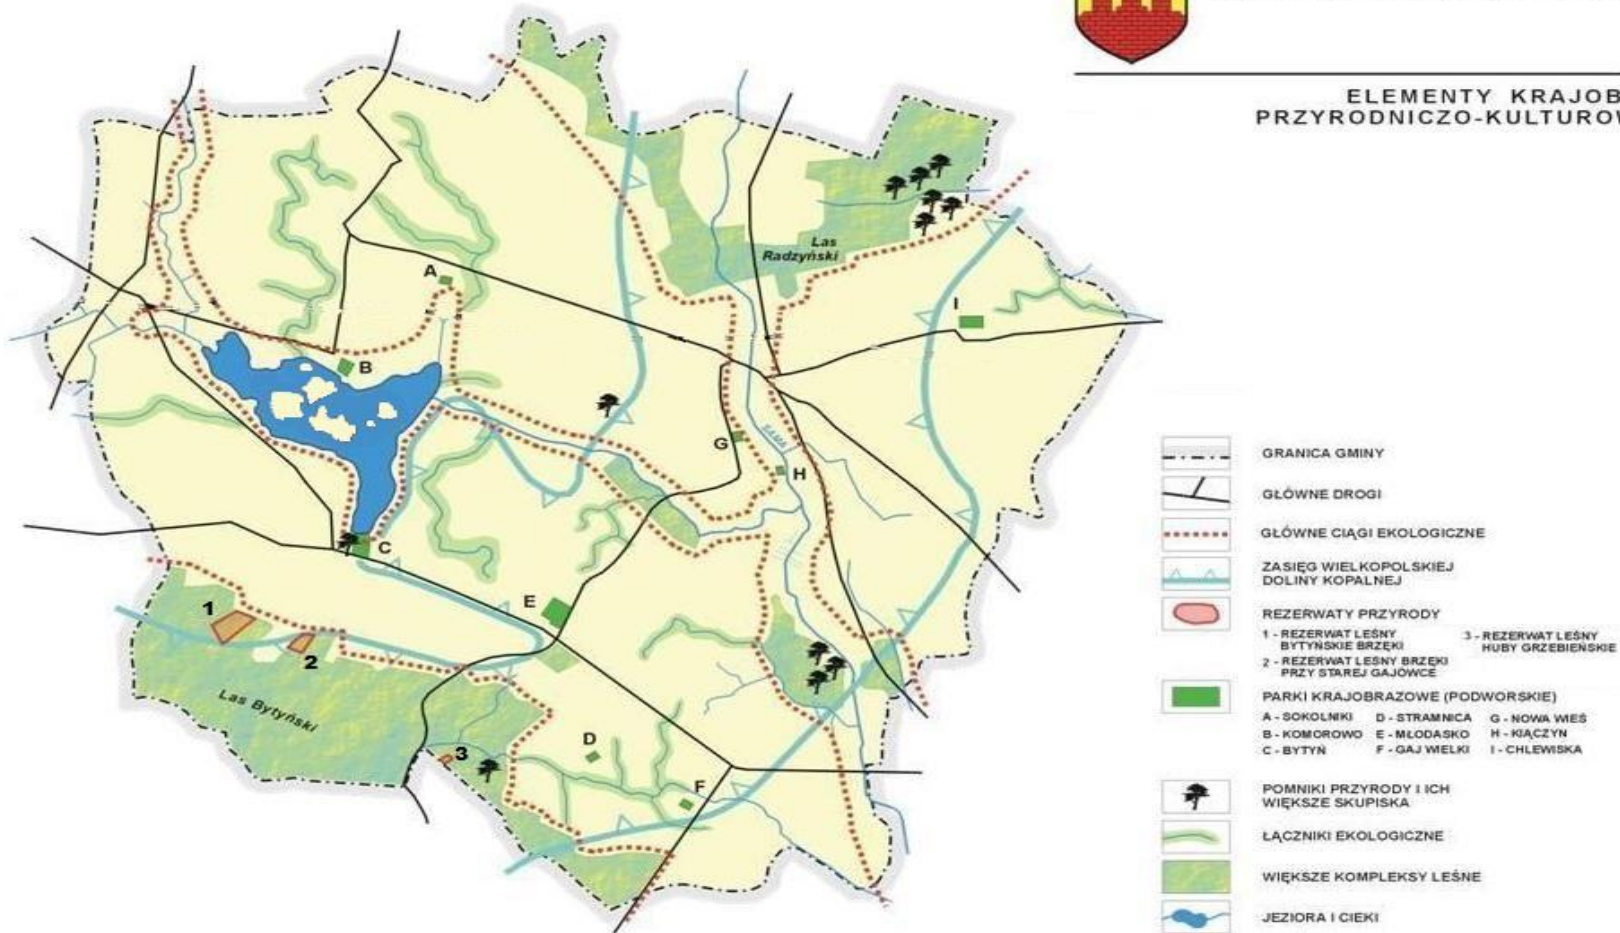 ELEMENTY KRAJOB
PRZYRODNICZO-KULTUROW
Las
Radzyński
A
I
B
SAMA
G
H
C
E
1
2
Las Bytyński
D
3
F
GRANICA GMINY
GŁÓWNE DROGI
GŁÓWNE CIĄGI EKOLOGICZNE
ZASIĘG WIELKOPOLSKIEJ
DOLINY KOPALNEJ
REZERWATY PRZYRODY
1 - REZERWAT LEŚNY
BYTYŃSKIE BRZĘKI
2 - REZERWAT LEŚNY BRZĘKI
PRZY STAREJ GAJÓWCE
3 - REZERWAT LEŚNY
HUBY GRZEBIEŃSKIE
PARKI KRAJOBRAZOWE (PODWORSKIE)
A - SOKOLNIKI D - STRAMNICA G - NOWA WIEŚ
B - KOMOROWO E - MŁODASKO H - KIĄCZYN
C - BYTYŃ F - GAJ WIELKI I - CHLEWISKA
POMNIKI PRZYRODY I ICH
WIĘKSZE SKUPISKA
ŁĄCZNIKI EKOLOGICZNE
WIĘKSZE KOMPLEKSY LEŚNE
JEZIORA I CIEKI